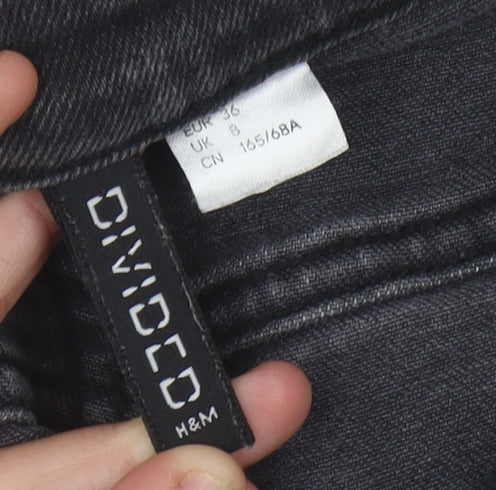 EUR 36
UK 8
CN 165/68A
DIVIDED
H&M